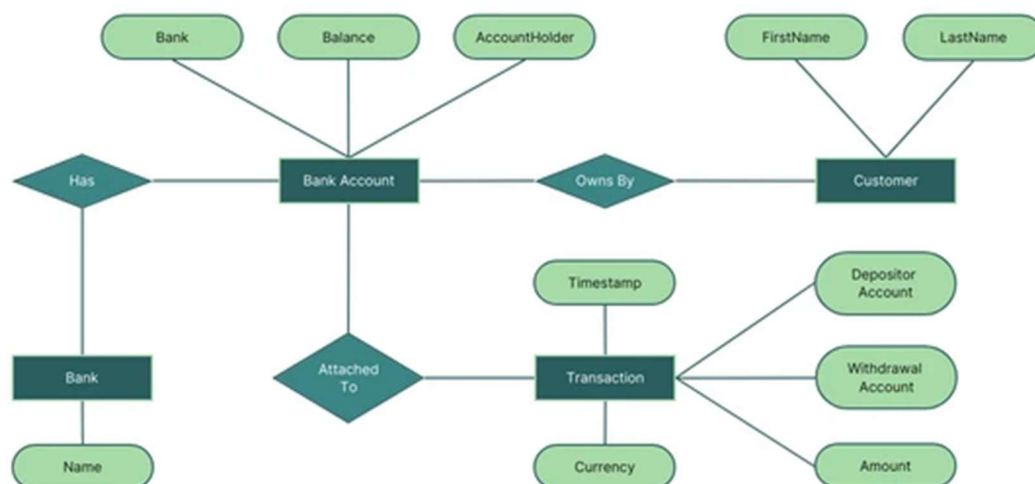 Bank
Balance
AccountHolder
FirstName
LastName
Has
Bank Account
Owns By
Customer
Timestamp
Depositor
Account
Attached
To
Transaction
Withdrawal
Account
Bank
Name
Currency
Amount